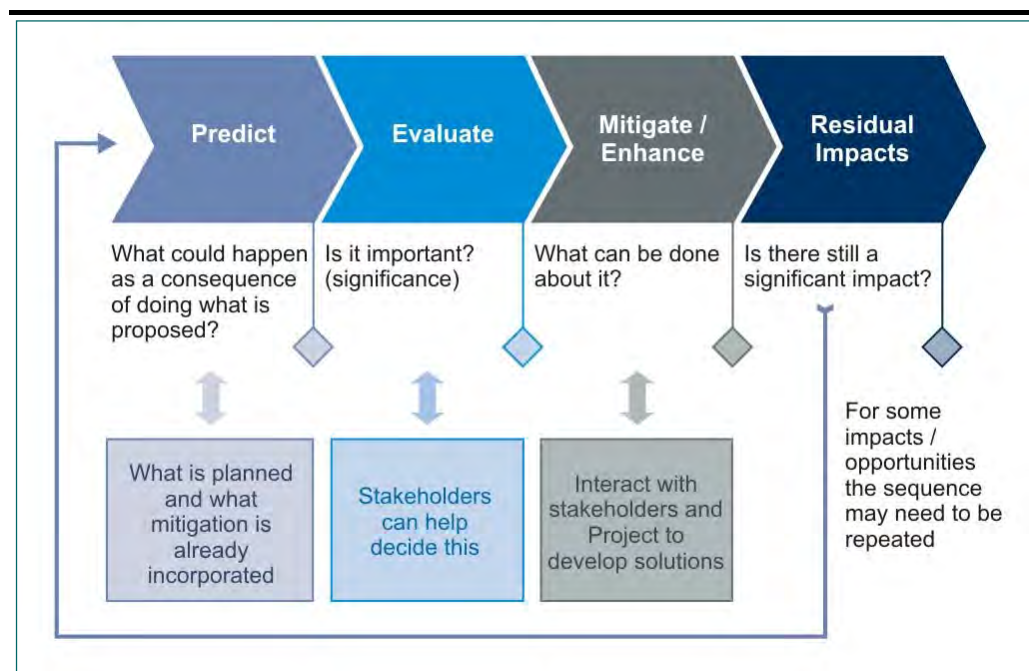 Predict
Evaluate
Mitigate /
Enhance
Residual
Impacts
What could happen
as a consequence
of doing what is
proposed?
Is it important?
(significance)
What can be done
about it?
Is there still a
significant impact?
What is planned
and what
mitigation is
already
incorporated
Stakeholders
can help
decide this
Interact with
stakeholders and
Project to
develop solutions
For some
impacts /
opportunities
the sequence
may need to be
repeated